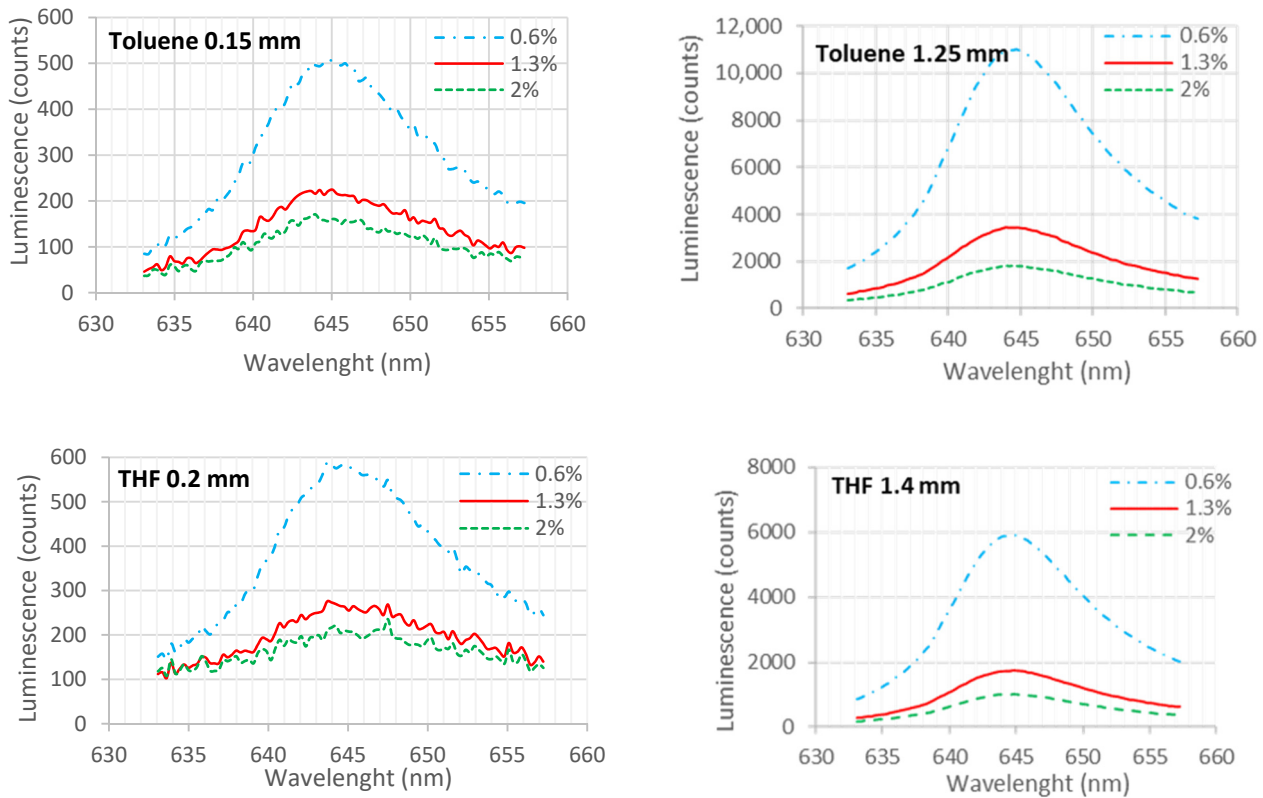 Toluene 0.15 mm
0.6%
1.3%
2%
Luminescence (counts)
600
500
400
300
200
100
0
630 635 640 645 650 655 660
Wavelenght (nm)
Toluene 1.25 mm
0.6%
1.3%
2%
Luminescence (counts)
12,000
10,000
8000
6000
4000
2000
0
630 635 640 645 650 655 660
Wavelenght (nm)
THF 0.2 mm
0.6%
1.3%
2%
Luminescence (counts)
600
500
400
300
200
100
0
630 635 640 645 650 655 660
Wavelenght (nm)
THF 1.4 mm
0.6%
1.3%
2%
Luminescence (counts)
8000
6000
4000
2000
0
630 635 640 645 650 655 660
Wavelenght (nm)